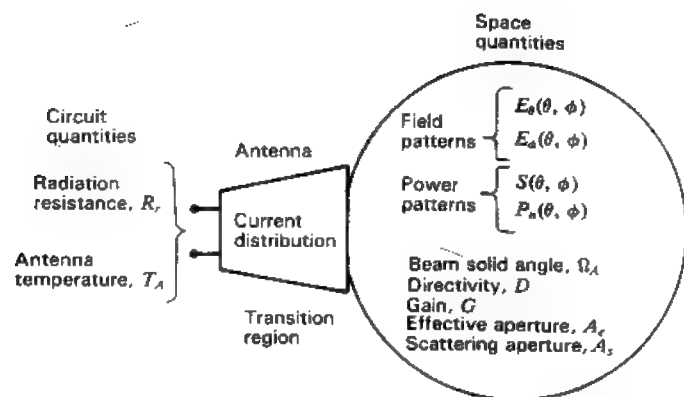 Space
quantities
Circuit
quantities
Radiation
resistance, R_r
Antenna
temperature, T_A
Antenna
Current
distribution
Transition
region
Field
patterns
E_θ(θ, ϕ)
E_ϕ(θ, ϕ)
Power
patterns
S(θ, ϕ)
P_n(θ, ϕ)
Beam solid angle, Ω_A
Directivity, D
Gain, G
Effective aperture, A_e
Scattering aperture, A_s